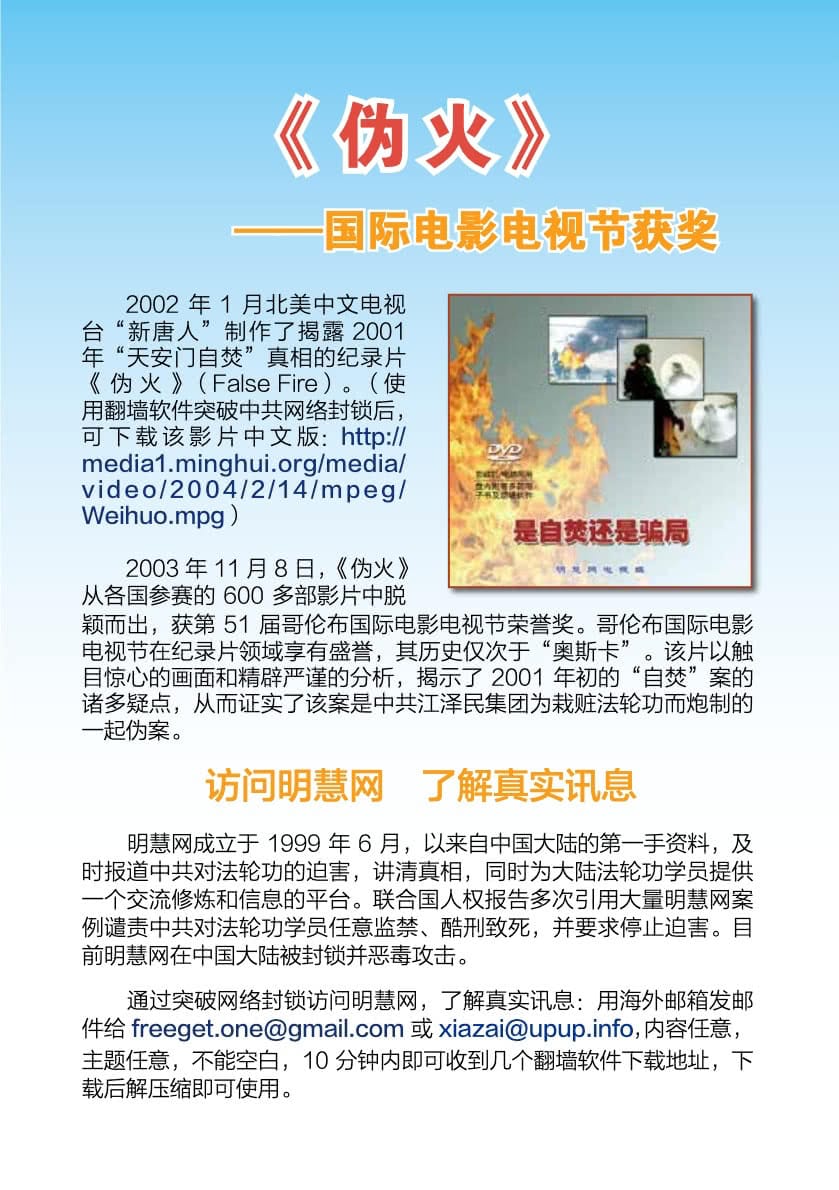 《伪火》
——国际电影电视节获奖
2002 年 1 月北美中文电视
台“新唐人”制作了揭露 2001
年“天安门自焚”真相的纪录片
《伪火》（False Fire）。（使
用翻墙软件突破中共网络封锁后，
可下载该影片中文版：http://
media1.minghui.org/media/
video/2004/2/14/mpeg/
Weihuo.mpg）
DVD
子书及破网软件
是自焚还是骗局
明慧网电视组
2003 年 11 月 8 日，《伪火》
从各国参赛的 600 多部影片中脱
颖而出，获第 51 届哥伦布国际电影电视节荣誉奖。哥伦布国际电影
电视节在纪录片领域享有盛誉，其历史仅次于“奥斯卡”。该片以触
目惊心的画面和精辟严谨的分析，揭示了 2001 年初的“自焚”案的
诸多疑点，从而证实了该案是中共江泽民集团为栽赃法轮功而炮制的
一起伪案。
访问明慧网　了解真实讯息
明慧网成立于 1999 年 6 月，以来自中国大陆的第一手资料，及
时报道中共对法轮功的迫害，讲清真相，同时为大陆法轮功学员提供
一个交流修炼和信息的平台。联合国人权报告多次引用大量明慧网案
例谴责中共对法轮功学员任意监禁、酷刑致死，并要求停止迫害。目
前明慧网在中国大陆被封锁并恶毒攻击。
通过突破网络封锁访问明慧网，了解真实讯息：用海外邮箱发邮
件给 freeget.one@gmail.com 或 xiazai@upup.info，内容任意，
主题任意，不能空白，10 分钟内即可收到几个翻墙软件下载地址，下
载后解压缩即可使用。